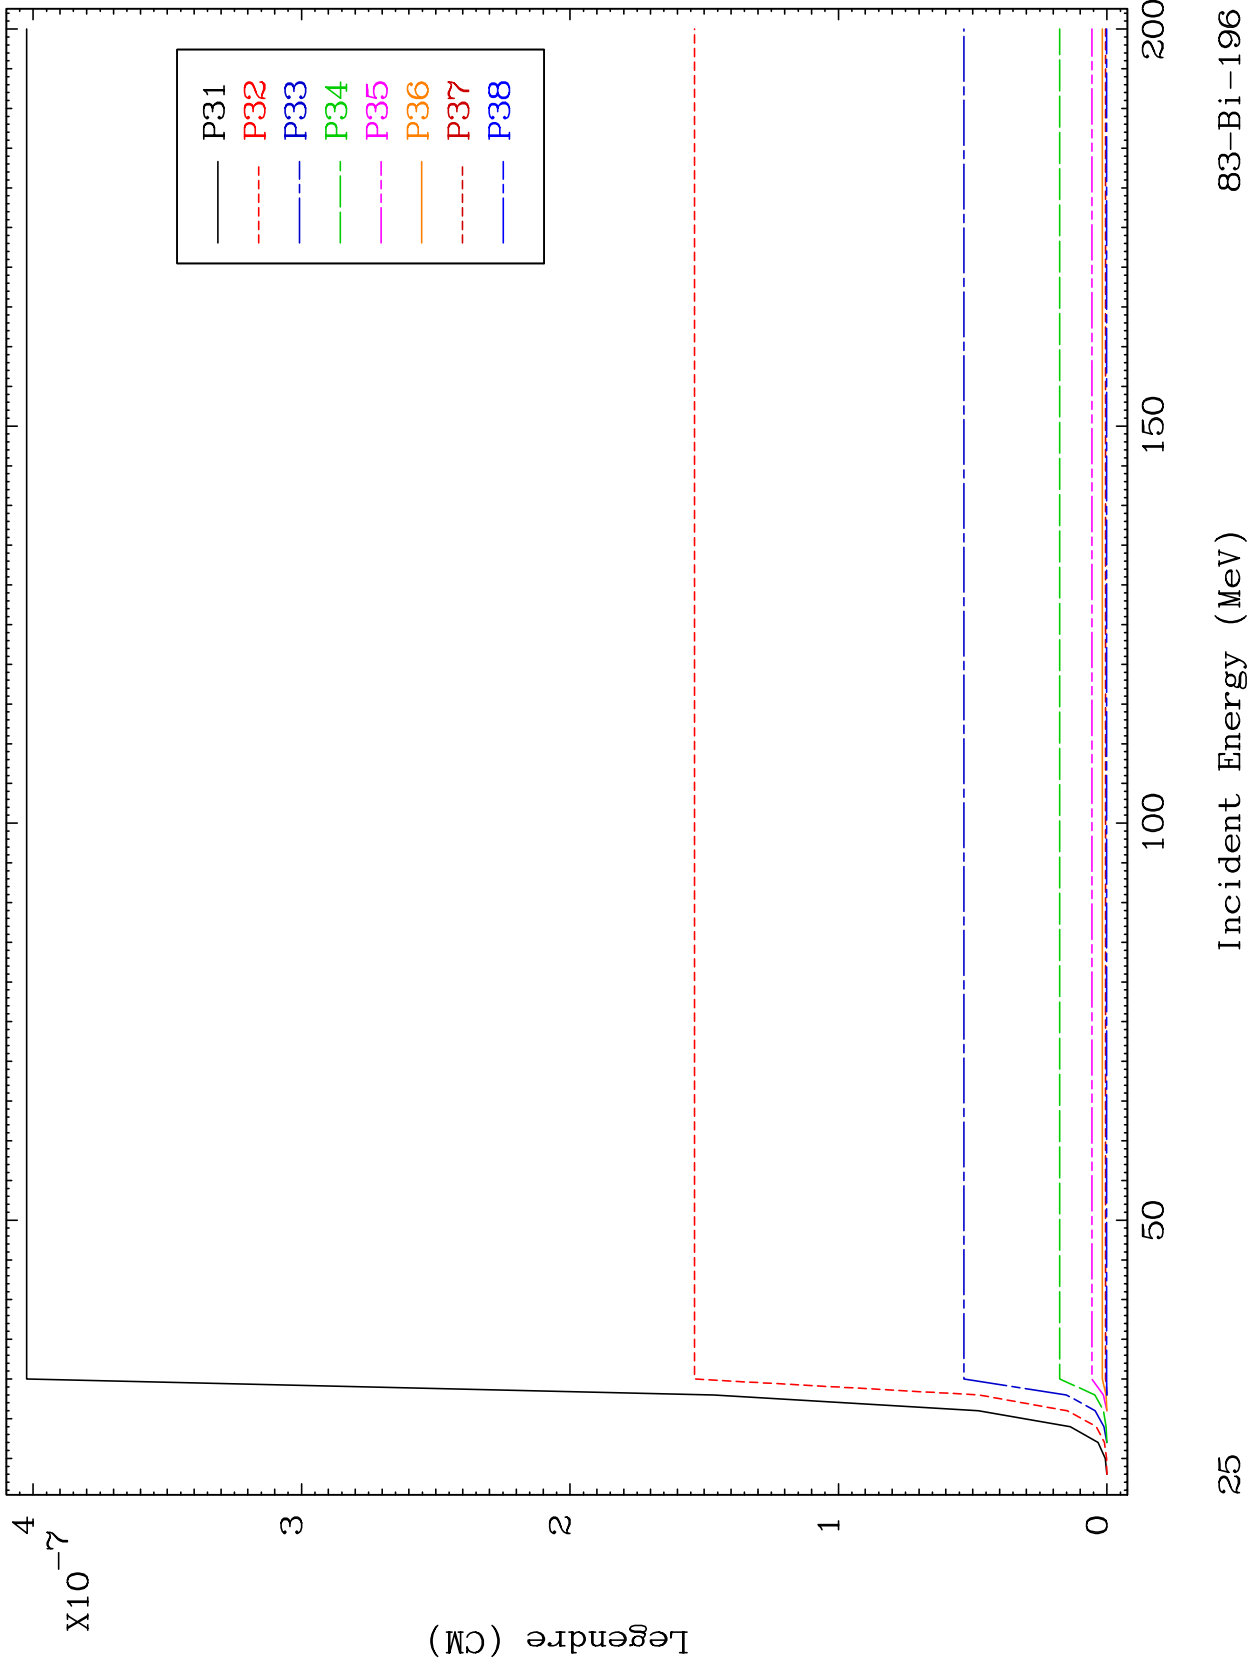 X10-7
Legendre (CM)
4
3
2
1
0
P31
P32
P33
P34
P35
P36
P37
P38
50
100
150
200
Incident Energy (MeV)
25
83-Bi-196